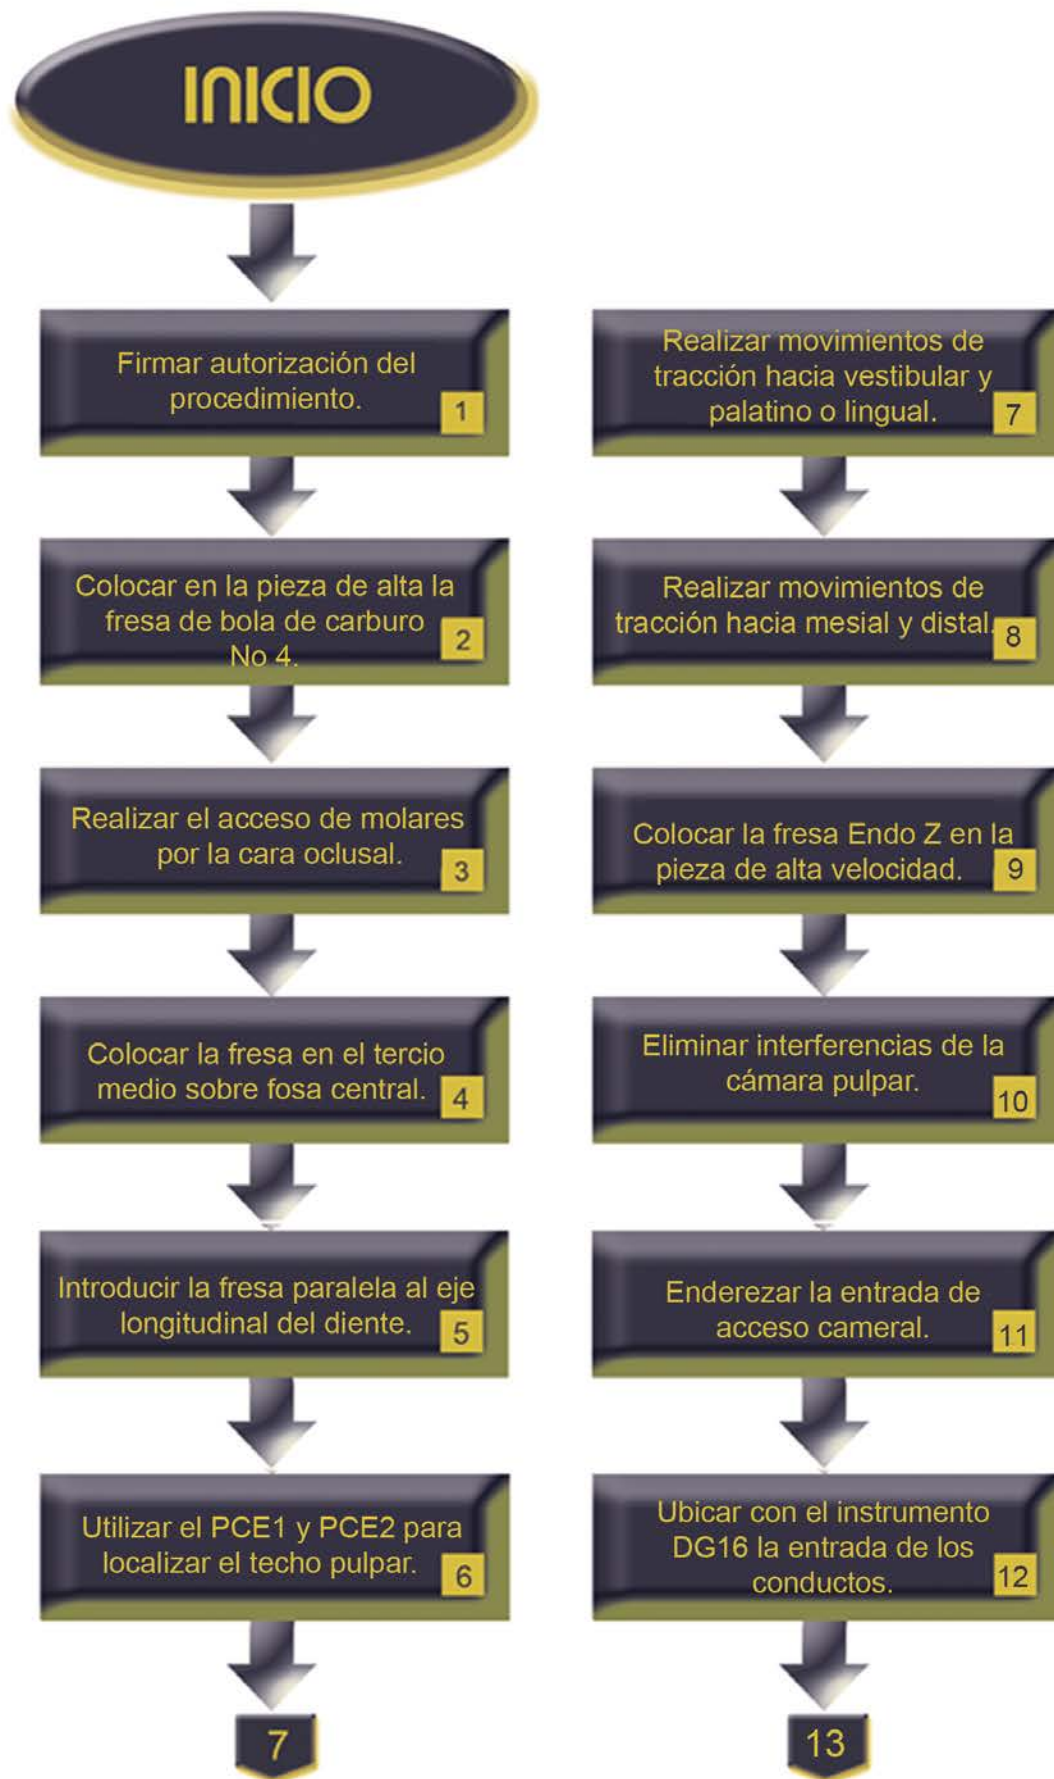 INICIO
Firmar autorización del
procedimiento.
1
Colocar en la pieza de alta la
fresa de bola de carburo
No 4.
2
Realizar el acceso de molares
por la cara oclusal.
3
Colocar la fresa en el tercio
medio sobre fosa central.
4
Introducir la fresa paralela al eje
longitudinal del diente.
5
Utilizar el PCE1 y PCE2 para
localizar el techo pulpar.
6
7
Realizar movimientos de
tracción hacia vestibular y
palatino o lingual.
7
Realizar movimientos de
tracción hacia mesial y distal.
8
Colocar la fresa Endo Z en la
pieza de alta velocidad.
9
Eliminar interferencias de la
cámara pulpar.
10
Enderezar la entrada de
acceso cameral.
11
Ubicar con el instrumento
DG16 la entrada de los
conductos.
12
13